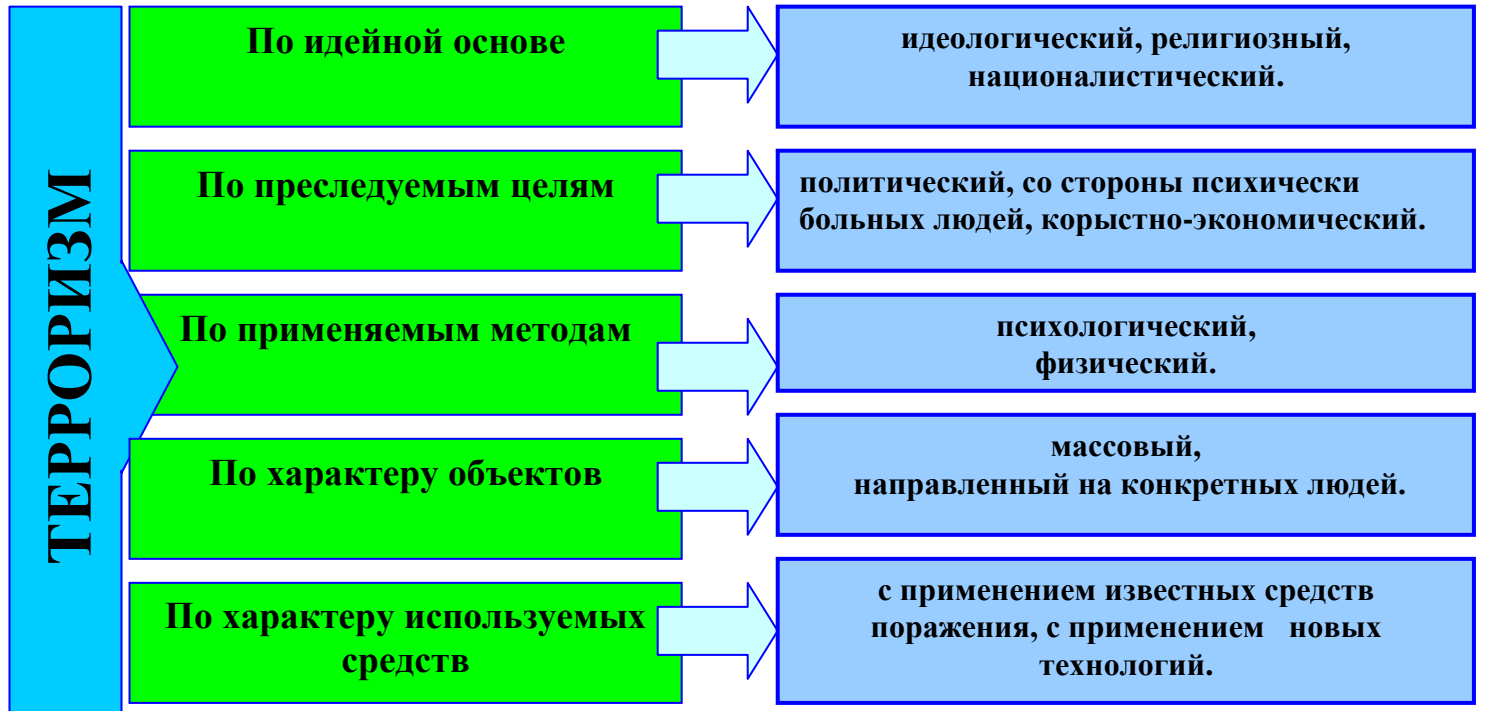 ТЕРРОРИЗМ
По идейной основе
идеологический, религиозный,
националистический.
По преследуемым целям
политический, со стороны психически
больных людей, корыстно-экономический.
По применяемым методам
психологический,
физический.
По характеру объектов
массовый,
направленный на конкретных людей.
По характеру используемых
средств
с применением известных средств
поражения, с применением новых
технологий.